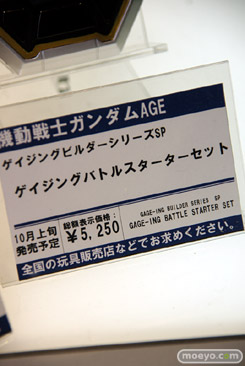 機動戦士ガンダムAGE
ゲイジングビルダーシリーズSP
ゲイジングバトルスターターセット
10月上旬
発売予定
総額表示価格：
￥5,250
GAGE-ING BUILDER SERIES SP
GAGE-ING BATTLE STARTER SET
全国の玩具販売店などでお求めください。
moeyo.com